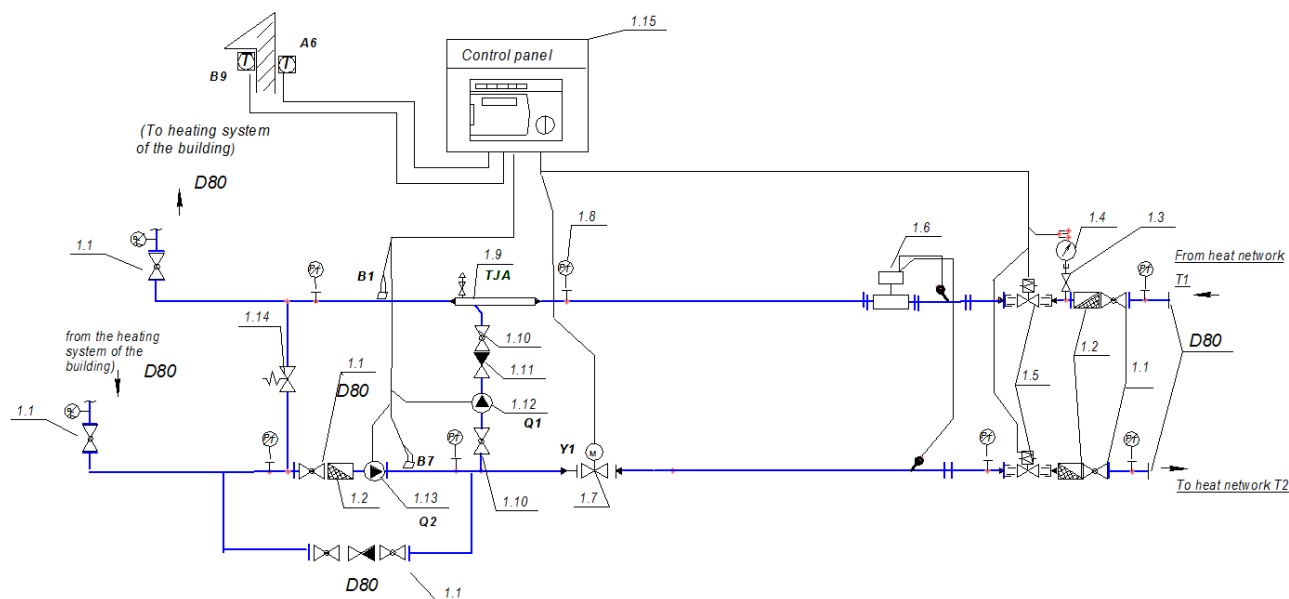 1.15
A6
Control panel
T
T
B9
(To heating system
of the building)
D80
1.8
1.6
1.4
1.3
1.1
1.9
TJA
B1
From heat network
T1
1.14
from the heating
system of the
building)
D80
1.10
1.11
1.2
1.1
D80
1.5
1.1
D80
1.1
1.12
Q1
Y1
M
B7
1.2
1.13
Q2
1.10
1.7
To heat network T2
D80
1.1